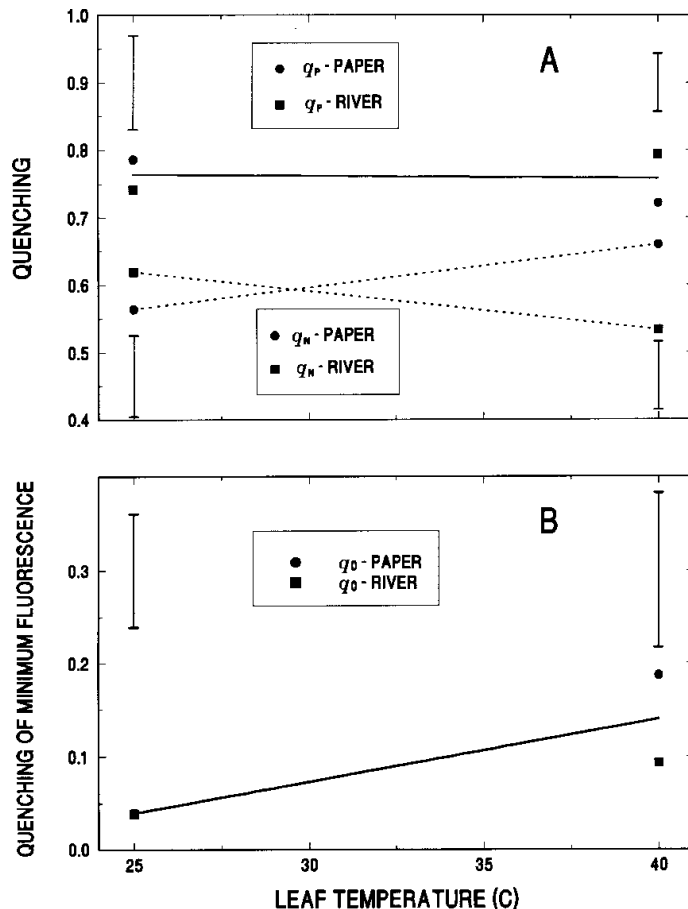 1.0
0.9
0.8
0.7
0.6
0.5
0.4
QUENCHING
A
qP - PAPER
qP - RIVER
qN - PAPER
qN - RIVER
0.3
0.2
0.1
0.0
QUENCHING OF MINIMUM FLUORESCENCE
B
q0 - PAPER
q0 - RIVER
25 30 35 40
LEAF TEMPERATURE (C)